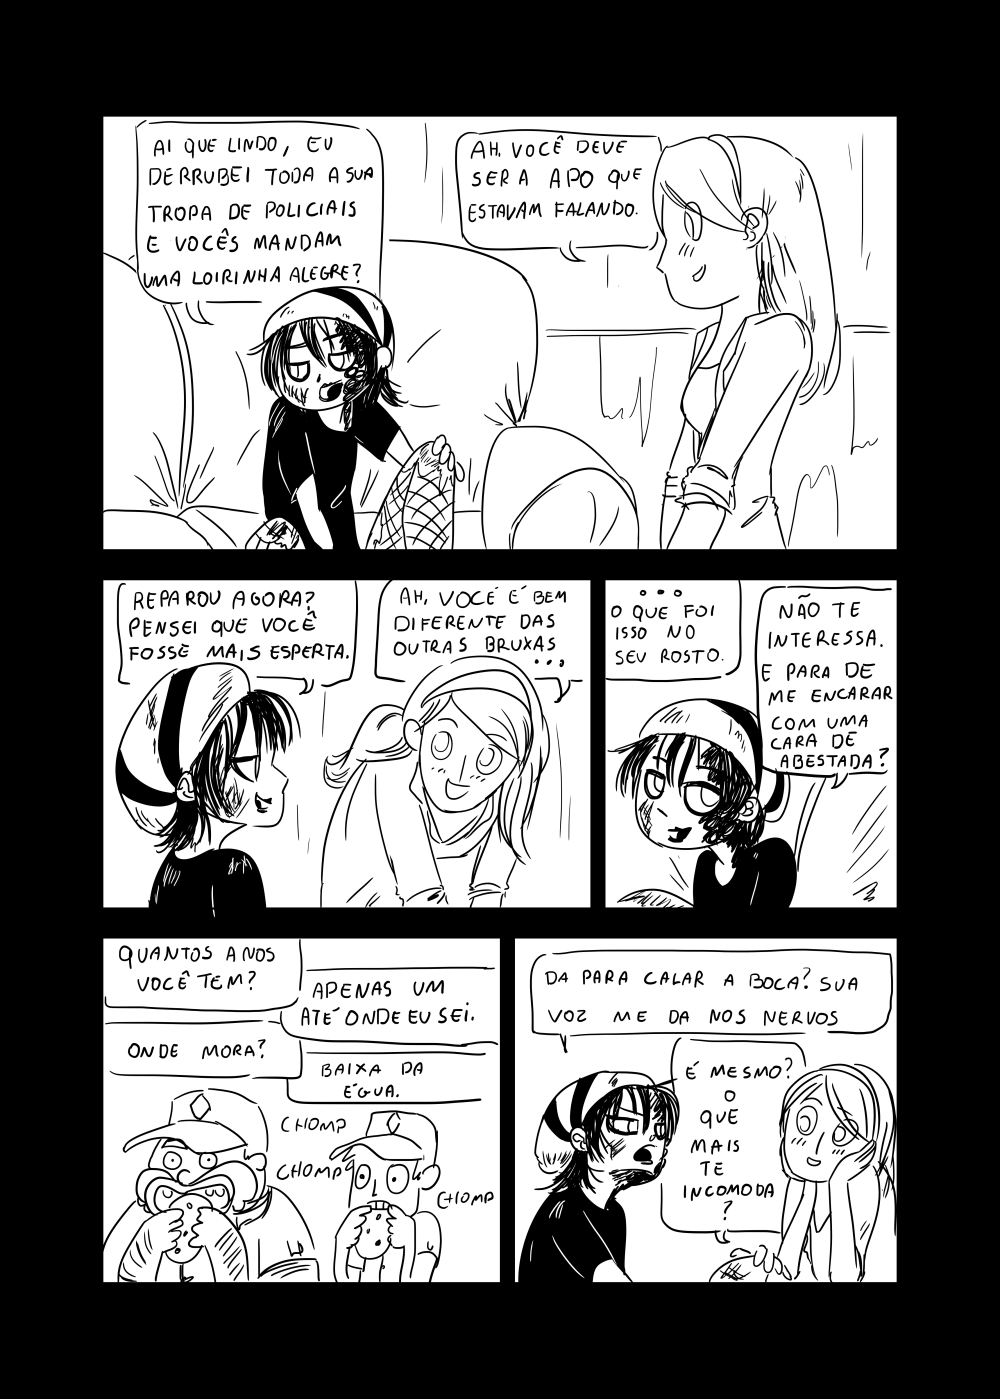 AI QUE LINDO, EU
DERRUBEI TODA A SUA
TROPA DE POLICIAIS
E VOCÊS MANDAM
UMA LOIRINHA ALEGRE?
AH, VOCÊ DEVE
SER A APO QUE
ESTAVAM FALANDO.
REPAROU AGORA?
PENSEI QUE VOCÊ
FOSSE MAIS ESPERTA.
AH, VOCÊ É BEM
DIFERENTE DAS
OUTRAS BRUXAS
...
...
O QUE FOI
ISSO NO
SEU ROSTO.
NÃO TE
INTERESSA.
E PARA DE
ME ENCARAR
COM UMA
CARA DE
ABESTADA?
QUANTOS ANOS
VOCÊ TEM?
APENAS UM
ATÉ ONDE EU SEI.
ONDE MORA?
BAIXA DA
ÉGUA.
CHOMP
CHOMP
CHOMP
DA PARA CALAR A BOCA? SUA
VOZ ME DA NOS NERVOS
É MESMO?
O
QUE
MAIS
TE
INCOMODA
?